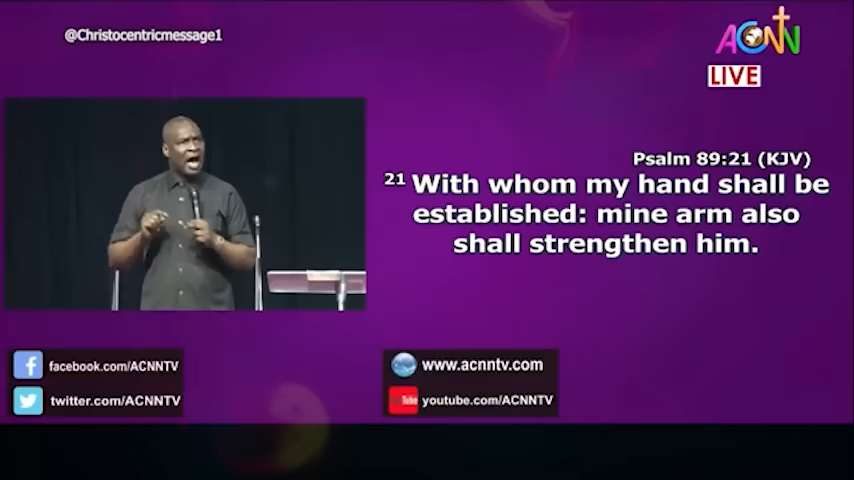 @Christocentricmessage1
ACNN
LIVE
Psalm 89:21 (KJV)
21 With whom my hand shall be
established: mine arm also
shall strengthen him.
facebook.com/ACNNTV
www.acnntv.com
twitter.com/ACNNTV
Tube youtube.com/ACNNTV